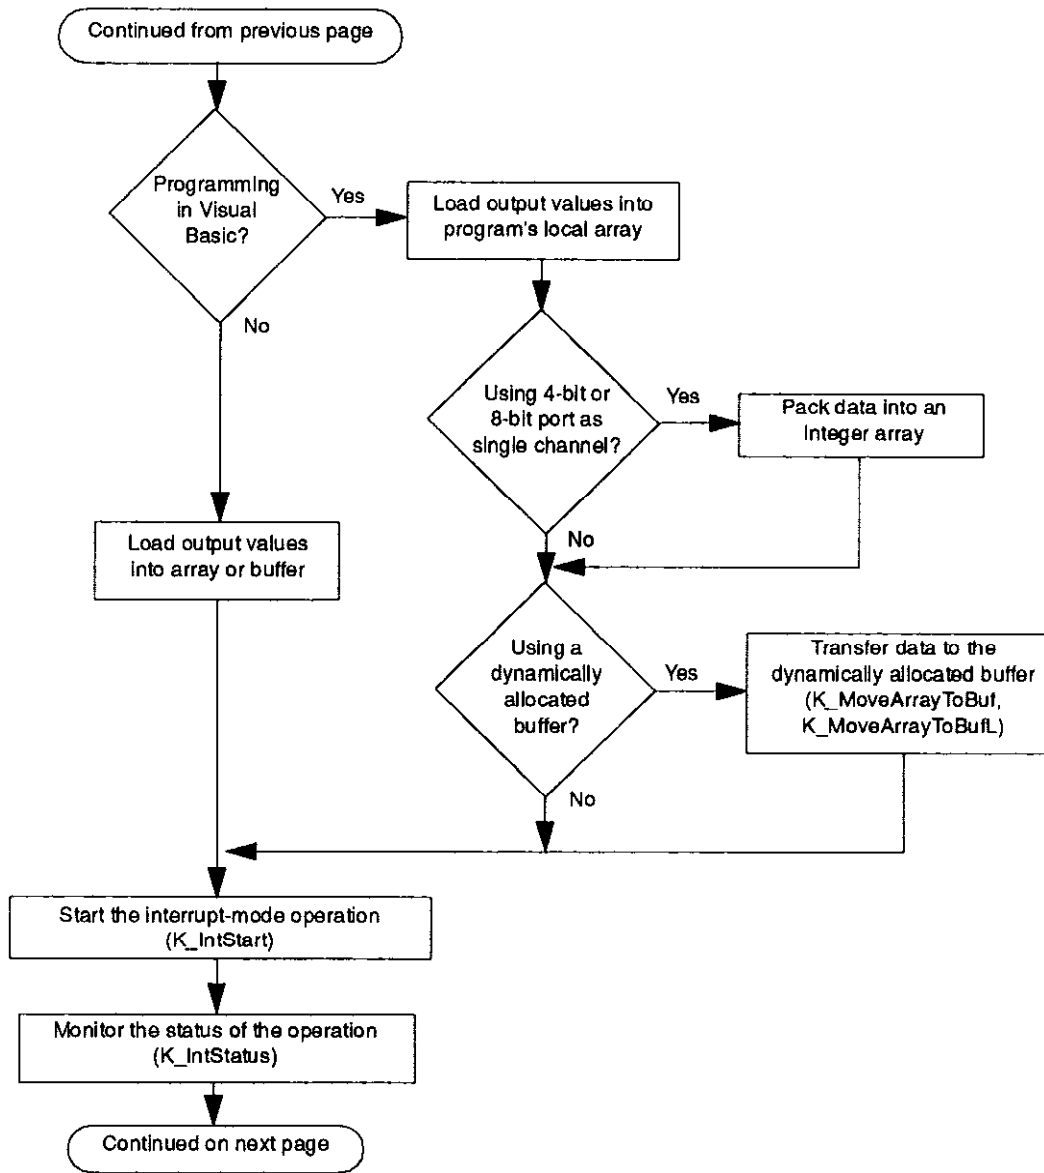 Continued from previous page
Programming
in Visual
Basic?
Yes
Load output values into
program's local array
No
Using 4-bit or
8-bit port as
single channel?
Yes
Pack data into an
integer array
No
Load output values
into array or buffer
Using a
dynamically
allocated
buffer?
Yes
Transfer data to the
dynamically allocated buffer
(K_MoveArrayToBuf,
K_MoveArrayToBufL)
No
Start the interrupt-mode operation
(K_IntStart)
Monitor the status of the operation
(K_IntStatus)
Continued on next page